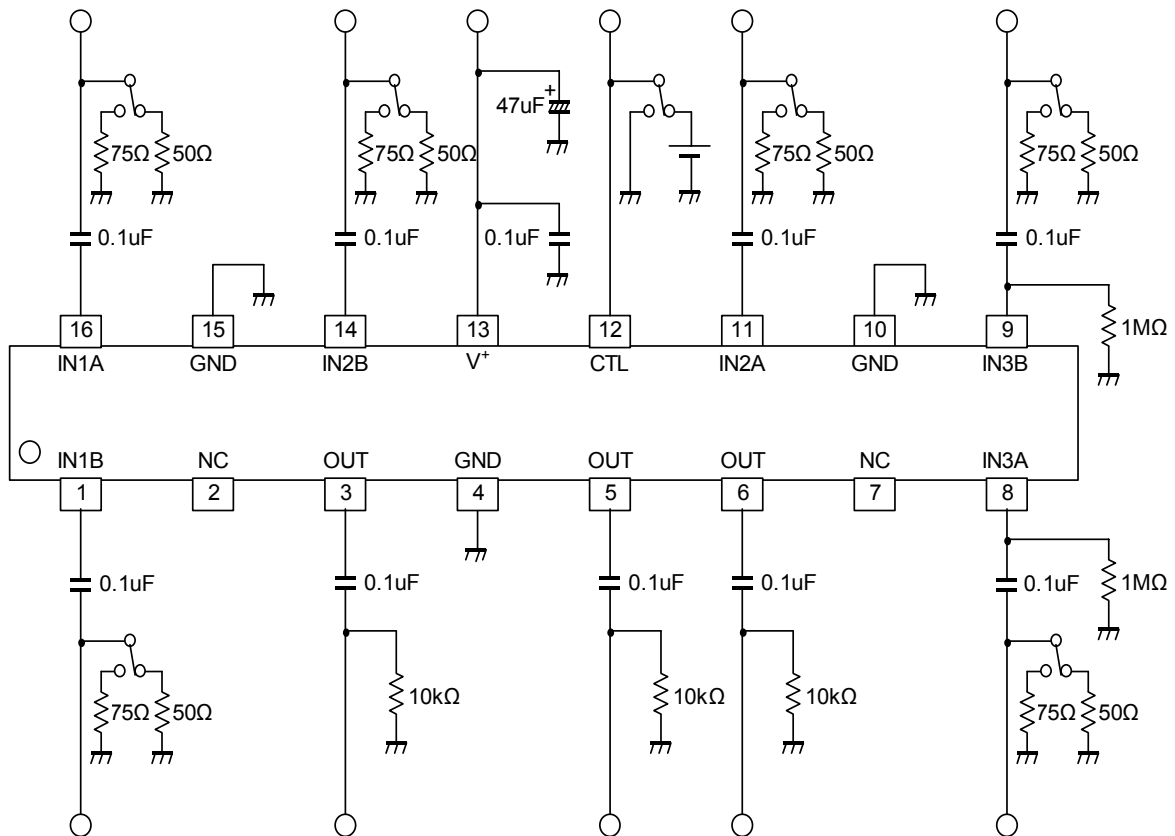 47uF
+
75Ω 50Ω
75Ω 50Ω
75Ω 50Ω
75Ω 50Ω
0.1uF
0.1uF
0.1uF
0.1uF
0.1uF
16 15 14 13 12 11 10 9
1MΩ
IN1A GND IN2B V+ CTL IN2A GND IN3B
IN1B NC OUT GND OUT OUT NC IN3A
1 2 3 4 5 6 7 8
0.1uF
0.1uF
0.1uF
0.1uF
0.1uF
1MΩ
75Ω 50Ω
10kΩ
10kΩ
10kΩ
75Ω 50Ω